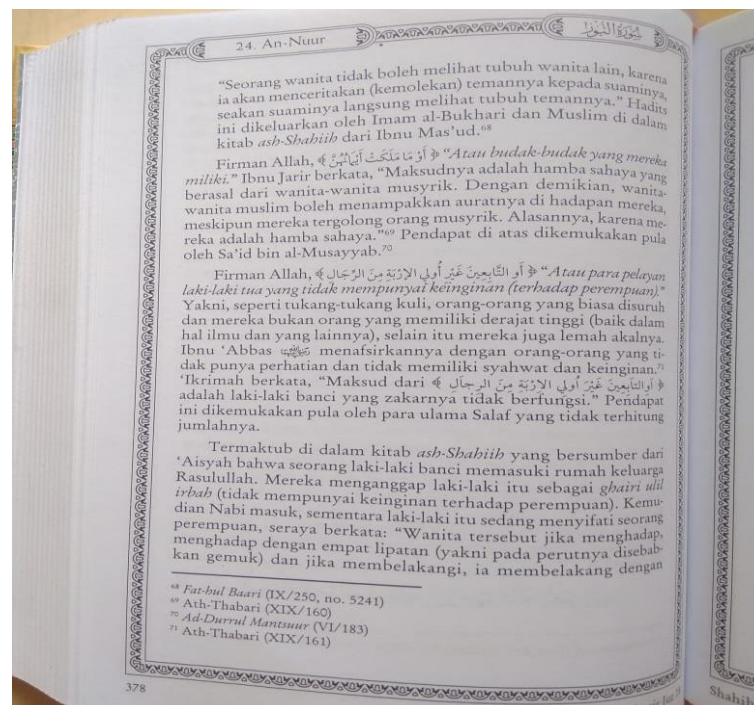 24. An-Nuur
سُورَةُ النُّورِ
“Seorang wanita tidak boleh melihat tubuh wanita lain, karena
ia akan menceritakan (kemolekan) temannya kepada suaminya,
seakan suaminya langsung melihat tubuh temannya.” Hadits
ini dikeluarkan oleh Imam al-Bukhari dan Muslim di dalam
kitab ash-Shahiih dari Ibnu Mas’ud.⁶⁸
Firman Allah, ﴿ أَوْ مَا مَلَكَتْ أَيْمَانُهُنَّ ﴾ “Atau budak-budak yang mereka
miliki.” Ibnu Jarir berkata, “Maksudnya adalah hamba sahaya yang
berasal dari wanita-wanita musyrik. Dengan demikian, wanita-
wanita muslim boleh menampakkan auratnya di hadapan mereka,
meskipun mereka tergolong orang musyrik. Alasannya, karena me-
reka adalah hamba sahaya.”⁶⁹ Pendapat di atas dikemukakan pula
oleh Sa’id bin al-Musayyab.⁷⁰
Firman Allah, ﴿ أَوِ التَّابِعِينَ غَيْرِ أُولِي الإِرْبَةِ مِنَ الرِّجَالِ ﴾ “Atau para pelayan
laki-laki tua yang tidak mempunyai keinginan (terhadap perempuan).”
Yakni, seperti tukang-tukang kuli, orang-orang yang biasa disuruh
dan mereka bukan orang yang memiliki derajat tinggi (baik dalam
hal ilmu dan yang lainnya), selain itu mereka juga lemah akalnya.
Ibnu ‘Abbas menafsirkannya dengan orang-orang yang ti-
dak punya perhatian dan tidak memiliki syahwat dan keinginan.⁷¹
‘Ikrimah berkata, “Maksud dari ﴿ أَوِالتَّابِعِينَ غَيْرِ أُولِي الإِرْبَةِ مِنَ الرِجَالِ ﴾
adalah laki-laki banci yang zakarnya tidak berfungsi.” Pendapat
ini dikemukakan pula oleh para ulama Salaf yang tidak terhitung
jumlahnya.
Termaktub di dalam kitab ash-Shahiih yang bersumber dari
‘Aisyah bahwa seorang laki-laki banci memasuki rumah keluarga
Rasulullah. Mereka menganggap laki-laki itu sebagai ghairi ulil
irbah (tidak mempunyai keinginan terhadap perempuan). Kemu-
dian Nabi masuk, sementara laki-laki itu sedang menyifati seorang
perempuan, seraya berkata: “Wanita tersebut jika menghadap,
menghadap dengan empat lipatan (yakni pada perutnya disebab-
kan gemuk) dan jika membelakangi, ia membelakang dengan
⁶⁸ Fat-hul Baari (IX/250, no. 5241)
⁶⁹ Ath-Thabari (XIX/160)
⁷⁰ Ad-Durrul Mantsuur (VI/183)
⁷¹ Ath-Thabari (XIX/161)
378
Shahih